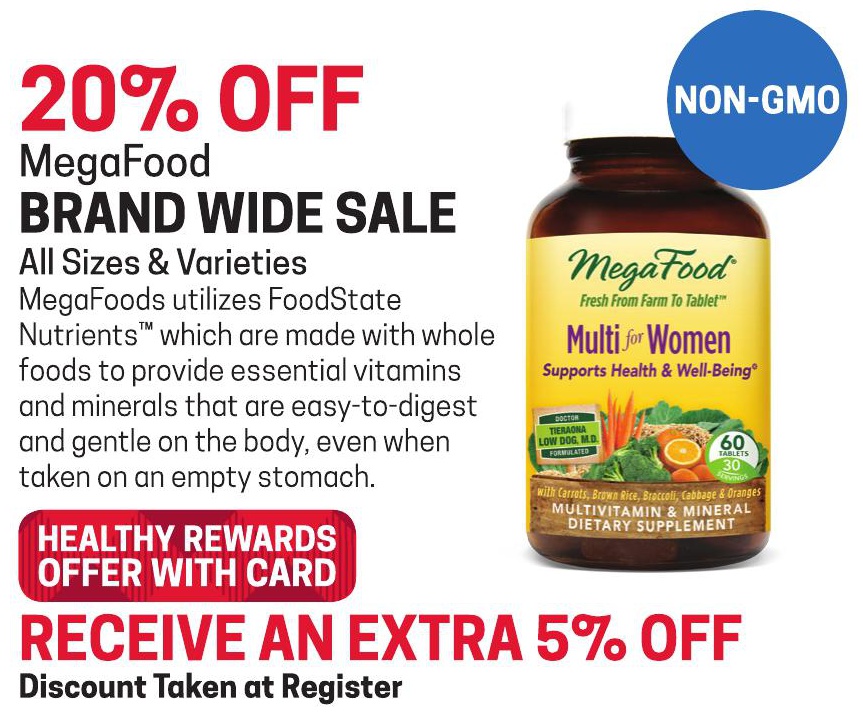 20% OFF
MegaFood
BRAND WIDE SALE
All Sizes & Varieties
MegaFoods utilizes FoodState
Nutrients™ which are made with whole
foods to provide essential vitamins
and minerals that are easy-to-digest
and gentle on the body, even when
taken on an empty stomach.
HEALTHY REWARDS
OFFER WITH CARD
RECEIVE AN EXTRA 5% OFF
Discount Taken at Register
NON-GMO
MegaFood®
Fresh From Farm To Tablet™
Multi for Women
Supports Health & Well-Being®
DOCTOR
TIERAONA
LOW DOG, M.D.
FORMULATED
60
TABLETS
30
SERVINGS
with Carrots, Brown Rice, Broccoli, Cabbage & Oranges
MULTIVITAMIN & MINERAL
DIETARY SUPPLEMENT